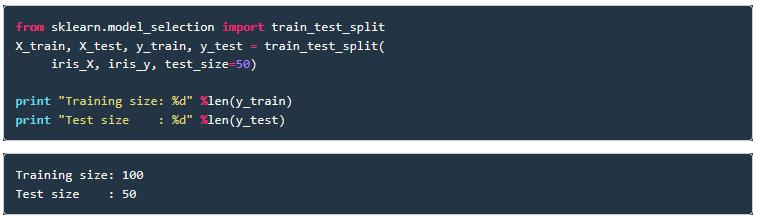 from sklearn.model_selection import train_test_split
X_train, X_test, y_train, y_test = train_test_split(
     iris_X, iris_y, test_size=50)

print "Training size: %d" %len(y_train)
print "Test size    : %d" %len(y_test)

Training size: 100
Test size    : 50